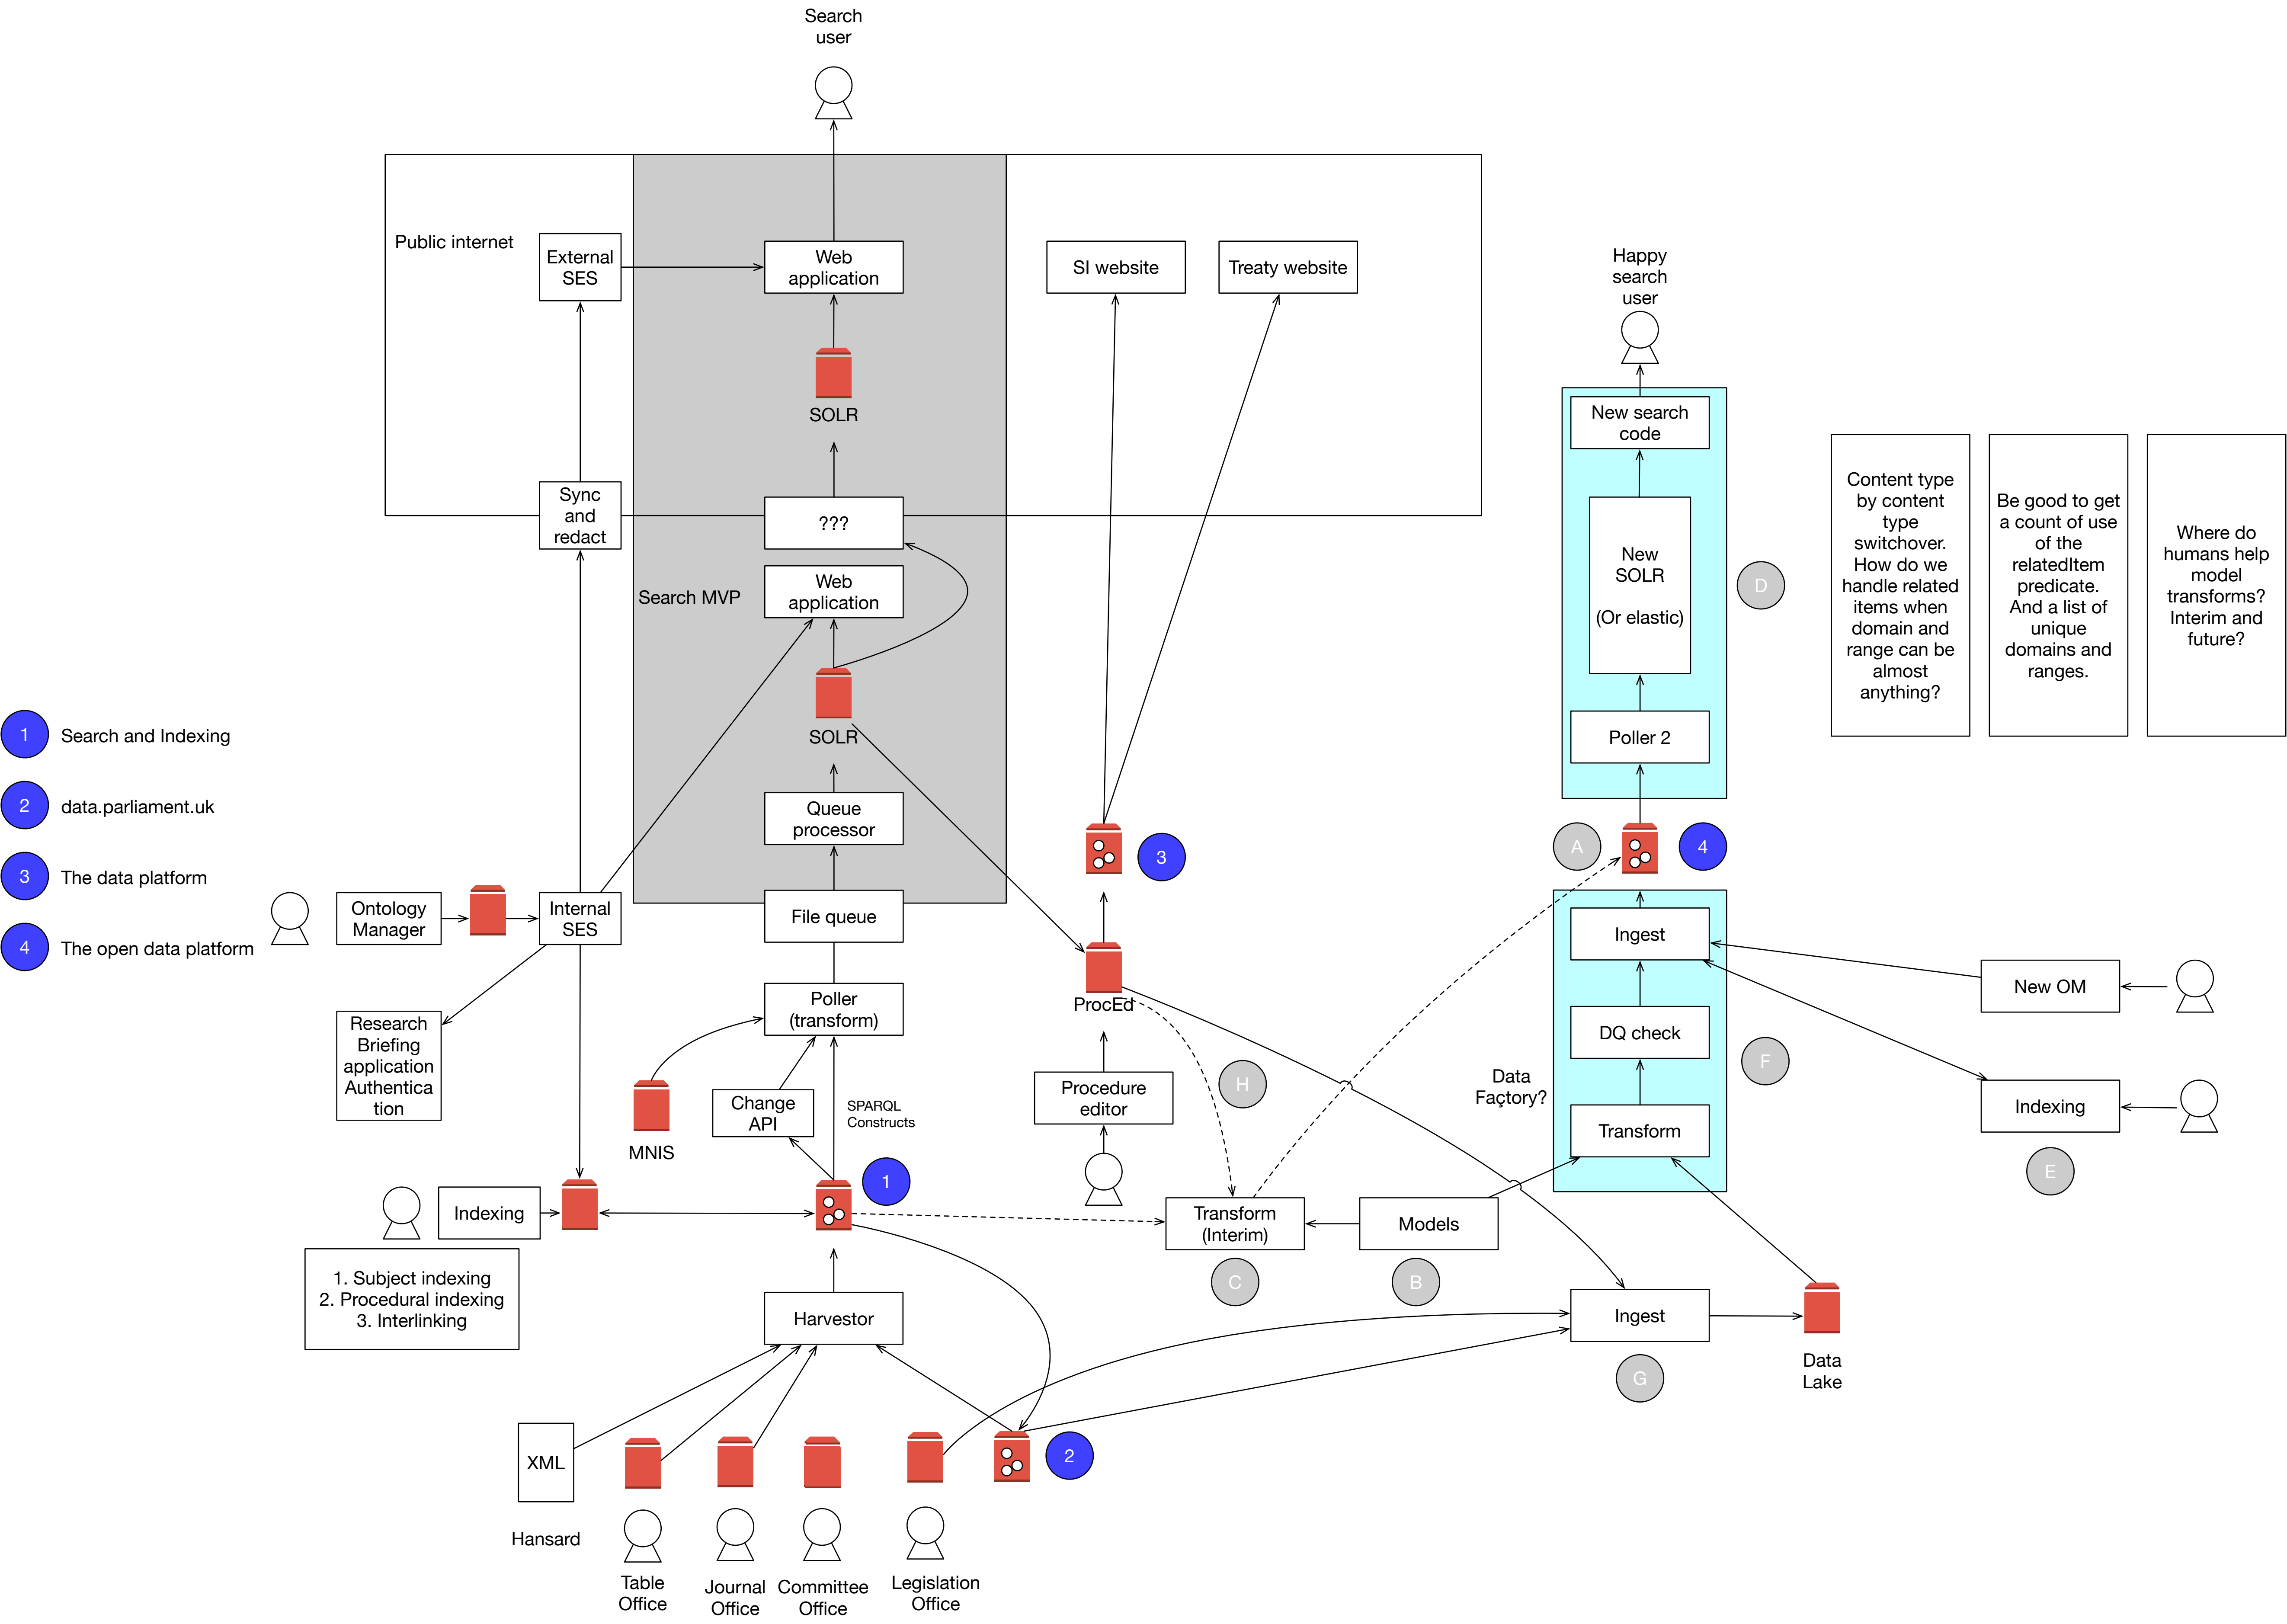 Search
user
Public internet
External
SES
Web
application
SI website
Treaty website
SOLR
Sync
and
redact
???
Search MVP
Web
application
SOLR
Queue
processor
File queue
1
Search and Indexing
2
data.parliament.uk
3
The data platform
4
The open data platform
Ontology
Manager
Internal
SES
Research
Briefing
application
Authentica
tion
Poller
(transform)
MNIS
Change
API
SPARQL
Constructs
1
Indexing
1. Subject indexing
2. Procedural indexing
3. Interlinking
Harvestor
XML
Hansard
Table
Office
Journal
Office
Committee
Office
Legislation
Office
2
3
ProcEd
Procedure
editor
H
Transform
(Interim)
C
Models
B
Happy
search
user
New search
code
New
SOLR
(Or elastic)
D
Poller 2
A
4
Ingest
DQ check
Data
Façtory?
Transform
F
New OM
Indexing
E
Ingest
G
Data
Lake
Content type
by content
type
switchover.
How do we
handle related
items when
domain and
range can be
almost
anything?
Be good to get
a count of use
of the
relatedItem
predicate.
And a list of
unique
domains and
ranges.
Where do
humans help
model
transforms?
Interim and
future?